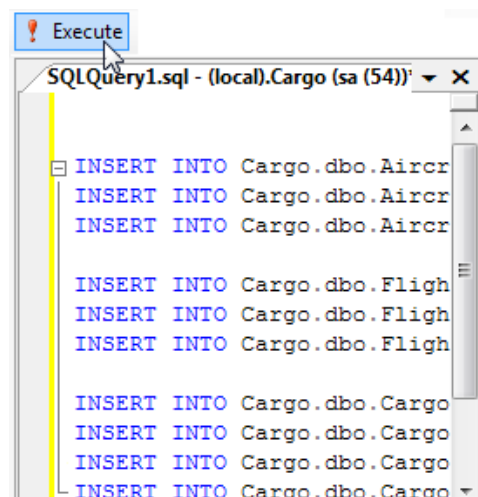 Execute
SQLQuery1.sql - (local).Cargo (sa (54))*
INSERT INTO Cargo.dbo.Aircr
INSERT INTO Cargo.dbo.Aircr
INSERT INTO Cargo.dbo.Aircr
INSERT INTO Cargo.dbo.Fligh
INSERT INTO Cargo.dbo.Fligh
INSERT INTO Cargo.dbo.Fligh
INSERT INTO Cargo.dbo.Cargo
INSERT INTO Cargo.dbo.Cargo
INSERT INTO Cargo.dbo.Cargo
INSERT INTO Cargo.dbo.Cargo